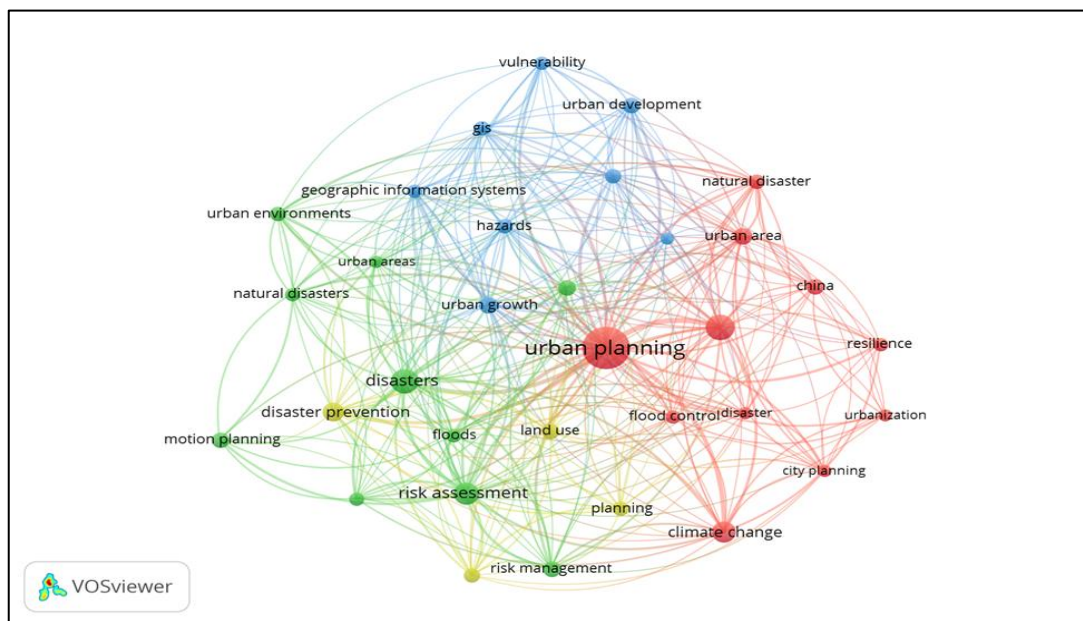 vulnerability
urban development
gis
natural disaster
geographic information systems
urban environments
hazards
urban area
urban areas
china
natural disasters
urban growth
resilience
urban planning
disasters
disaster prevention
flood control
disaster
urbanization
motion planning
floods
land use
city planning
risk assessment
planning
climate change
risk management
VOSviewer